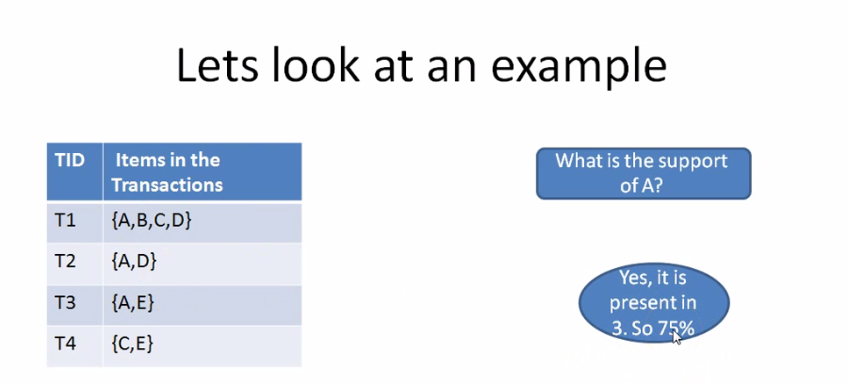 Lets look at an example
TID Items in the
Transactions
T1 {A,B,C,D}
T2 {A,D}
T3 {A,E}
T4 {C,E}
What is the support
of A?
Yes, it is
present in
3. So 75%